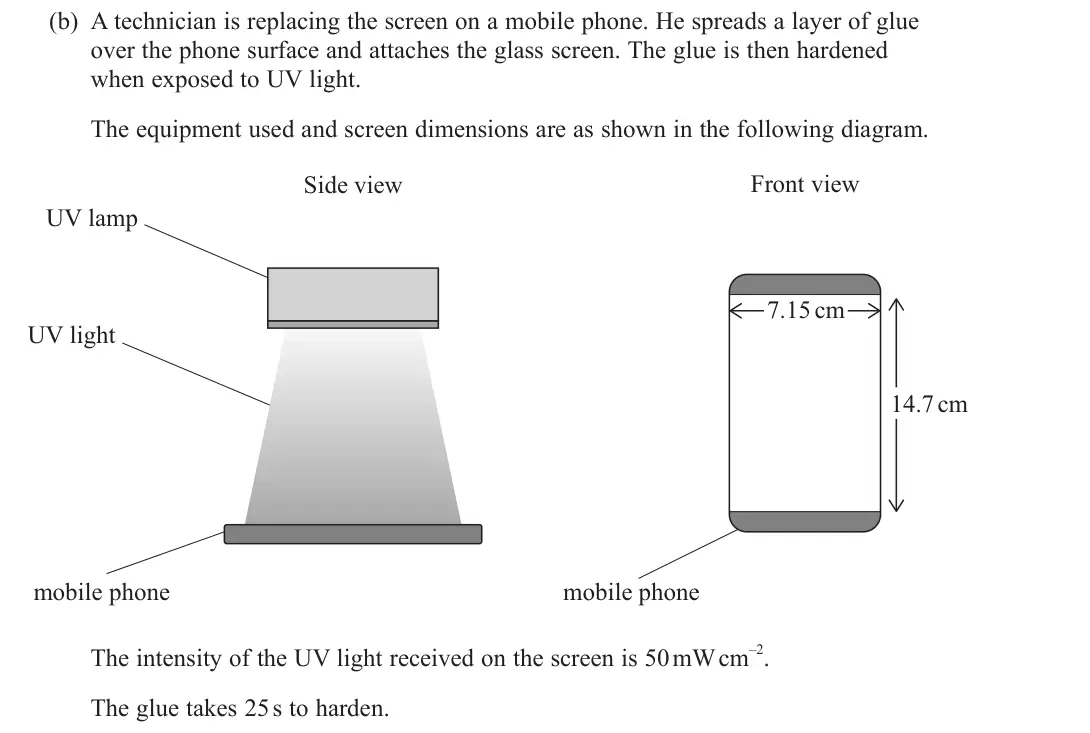 (b) A technician is replacing the screen on a mobile phone. He spreads a layer of glue
over the phone surface and attaches the glass screen. The glue is then hardened
when exposed to UV light.
The equipment used and screen dimensions are as shown in the following diagram.
Side view
Front view
UV lamp
7.15 cm
UV light
14.7 cm
mobile phone
mobile phone
The intensity of the UV light received on the screen is 50 mW cm⁻².
The glue takes 25 s to harden.